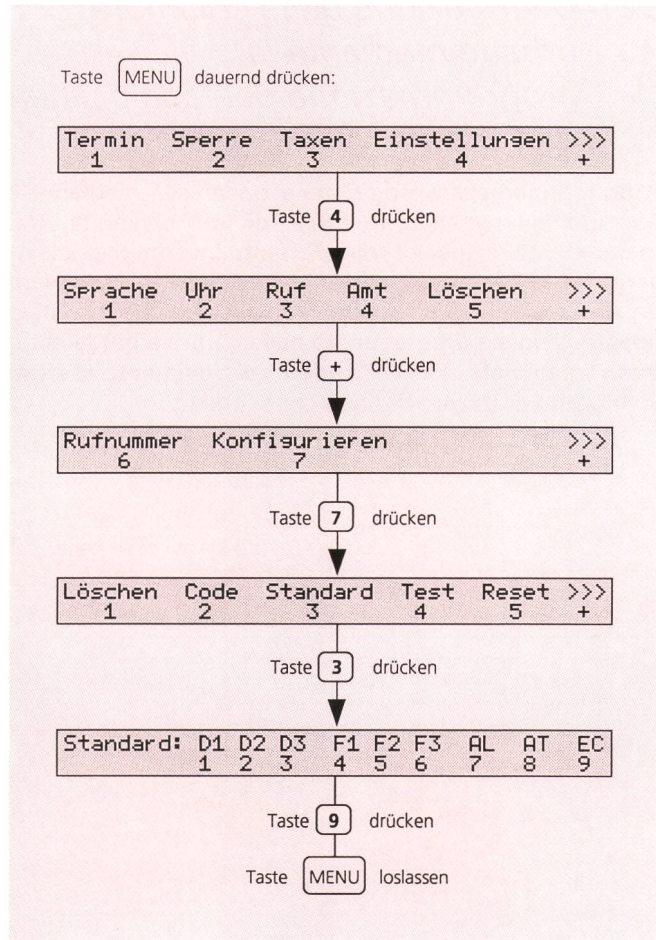 Taste MENU dauernd drücken:
Termin Sperre Taxen Einstellungen >>>
1 2 3 4 +
Taste 4 drücken
Sprache Uhr Ruf Amt Löschen >>>
1 2 3 4 5 +
Taste + drücken
Rufnummer Konfigurieren >>>
6 7 +
Taste 7 drücken
Löschen Code Standard Test Reset >>>
1 2 3 4 5 +
Taste 3 drücken
Standard: D1 D2 D3 F1 F2 F3 AL AT EC
1 2 3 4 5 6 7 8 9
Taste 9 drücken
Taste MENU loslassen